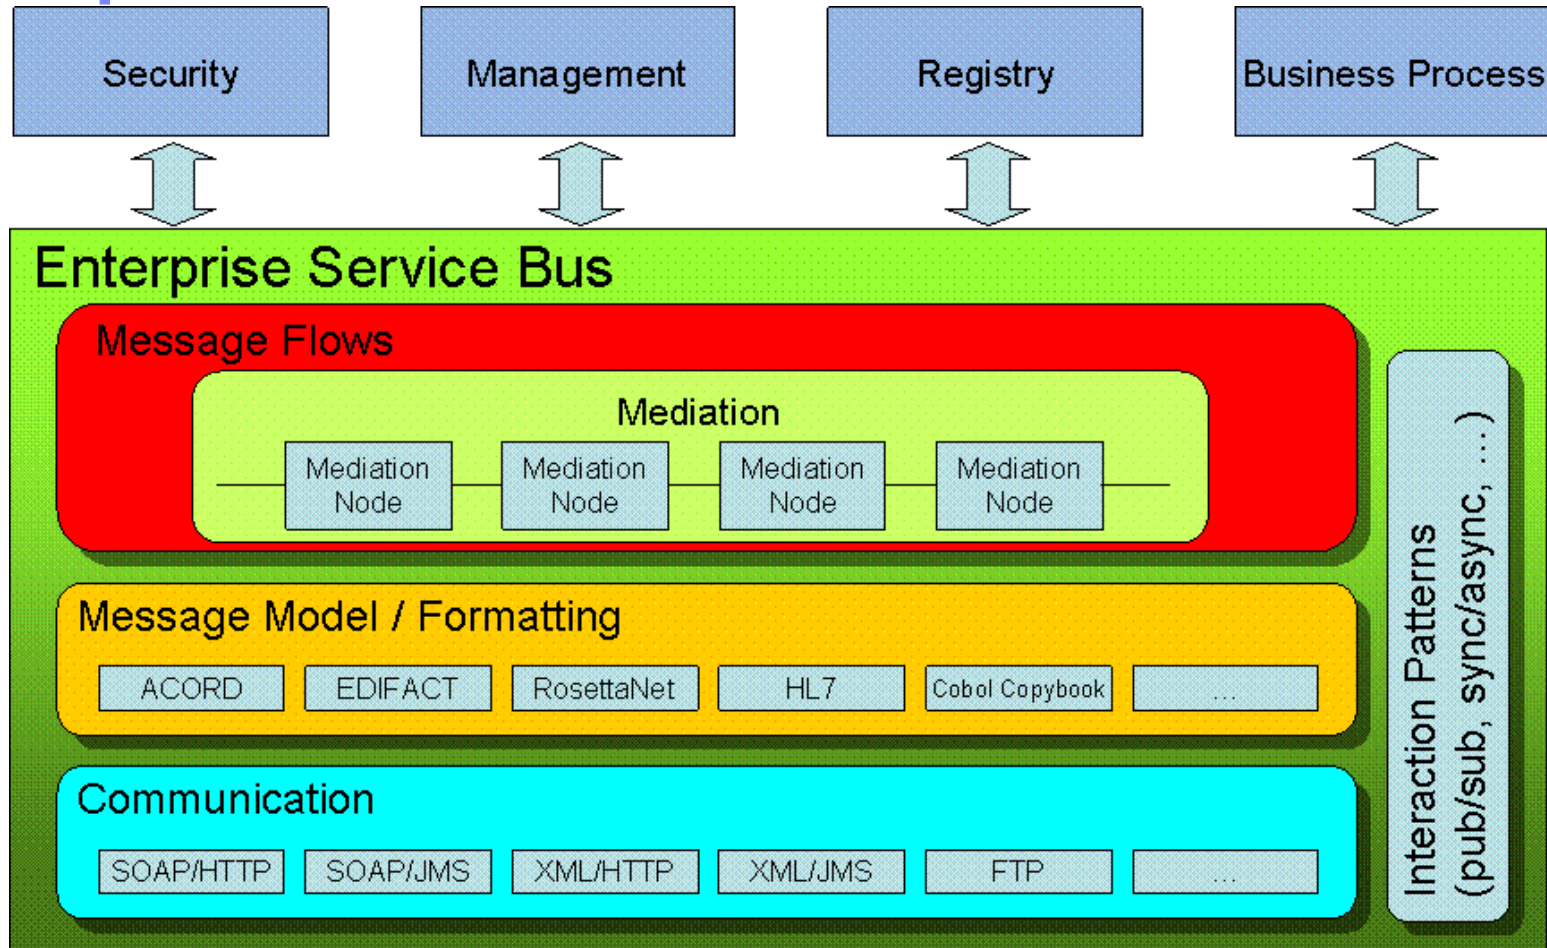 Security
Management
Registry
Business Process
Enterprise Service Bus
Message Flows
Mediation
Mediation
Node
Mediation
Node
Mediation
Node
Mediation
Node
Message Model / Formatting
ACORD
EDIFACT
RosettaNet
HL7
Cobol Copybook
...
Communication
SOAP/HTTP
SOAP/JMS
XML/HTTP
XML/JMS
FTP
...
Interaction Patterns
(pub/sub, sync/async, ...)